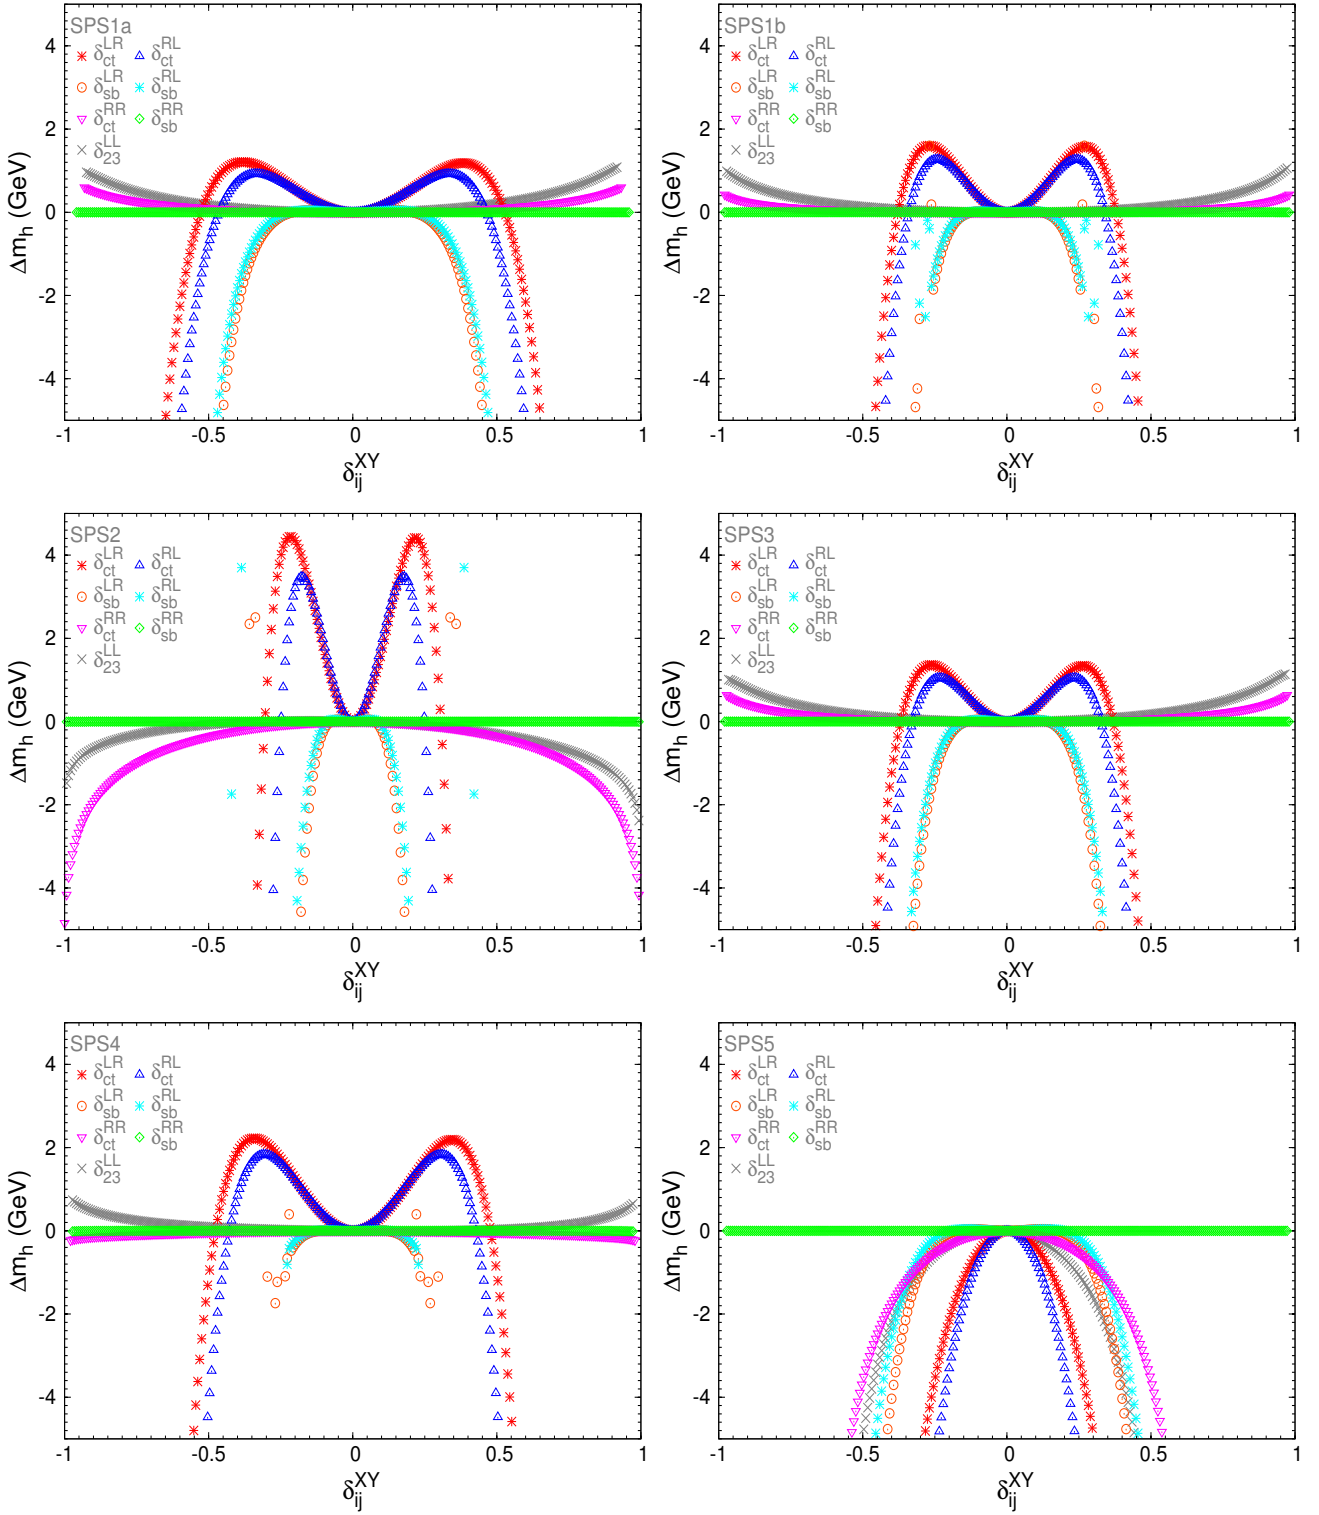 SPS1a
δ_ct^LR δ_ct^RL
δ_sb^LR δ_sb^RL
δ_ct^RR δ_sb^RR
δ_23^LL
Δm_h (GeV)
4
2
0
-2
-4
-1 -0.5 0 0.5 1
δ_ij^XY
SPS1b
δ_ct^LR δ_ct^RL
δ_sb^LR δ_sb^RL
δ_ct^RR δ_sb^RR
δ_23^LL
Δm_h (GeV)
4
2
0
-2
-4
-1 -0.5 0 0.5 1
δ_ij^XY
SPS2
δ_ct^LR δ_ct^RL
δ_sb^LR δ_sb^RL
δ_ct^RR δ_sb^RR
δ_23^LL
Δm_h (GeV)
4
2
0
-2
-4
-1 -0.5 0 0.5 1
δ_ij^XY
SPS3
δ_ct^LR δ_ct^RL
δ_sb^LR δ_sb^RL
δ_ct^RR δ_sb^RR
δ_23^LL
Δm_h (GeV)
4
2
0
-2
-4
-1 -0.5 0 0.5 1
δ_ij^XY
SPS4
δ_ct^LR δ_ct^RL
δ_sb^LR δ_sb^RL
δ_ct^RR δ_sb^RR
δ_23^LL
Δm_h (GeV)
4
2
0
-2
-4
-1 -0.5 0 0.5 1
δ_ij^XY
SPS5
δ_ct^LR δ_ct^RL
δ_sb^LR δ_sb^RL
δ_ct^RR δ_sb^RR
δ_23^LL
Δm_h (GeV)
4
2
0
-2
-4
-1 -0.5 0 0.5 1
δ_ij^XY